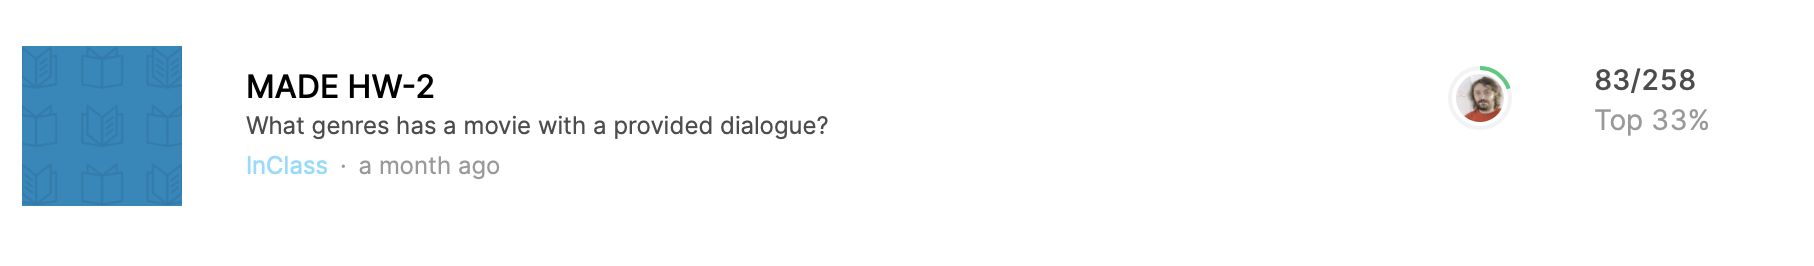 MADE HW-2
What genres has a movie with a provided dialogue?
InClass · a month ago
83/258
Top 33%